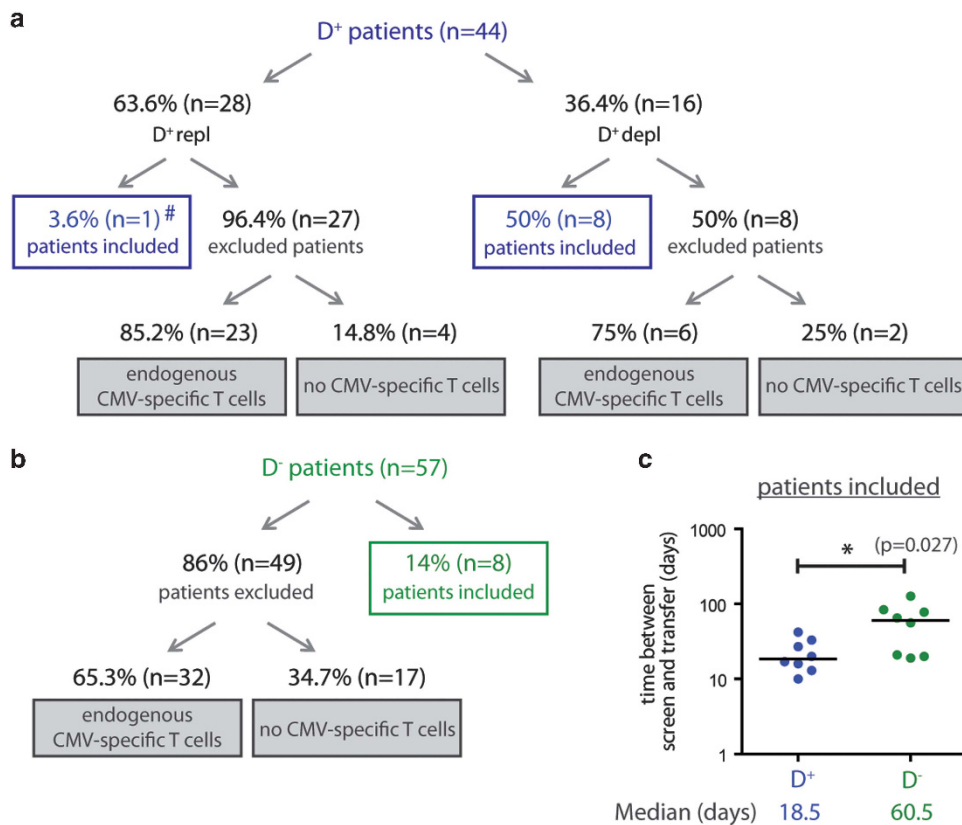 a
D⁺ patients (n=44)
63.6% (n=28)
36.4% (n=16)
D⁺ repl
D⁺ depl
3.6% (n=1) #
patients included
96.4% (n=27)
excluded patients
50% (n=8)
patients included
50% (n=8)
excluded patients
85.2% (n=23)
14.8% (n=4)
75% (n=6)
25% (n=2)
endogenous
CMV-specific T cells
no CMV-specific T cells
endogenous
CMV-specific T cells
no CMV-specific T cells
b
D⁻ patients (n=57)
86% (n=49)
patients excluded
14% (n=8)
patients included
65.3% (n=32)
34.7% (n=17)
endogenous
CMV-specific T cells
no CMV-specific T cells
c
patients included
time between
screen and transfer (days)
1000
100
10
1
*
(p=0.027)
D⁺
D⁻
Median (days)
18.5
60.5